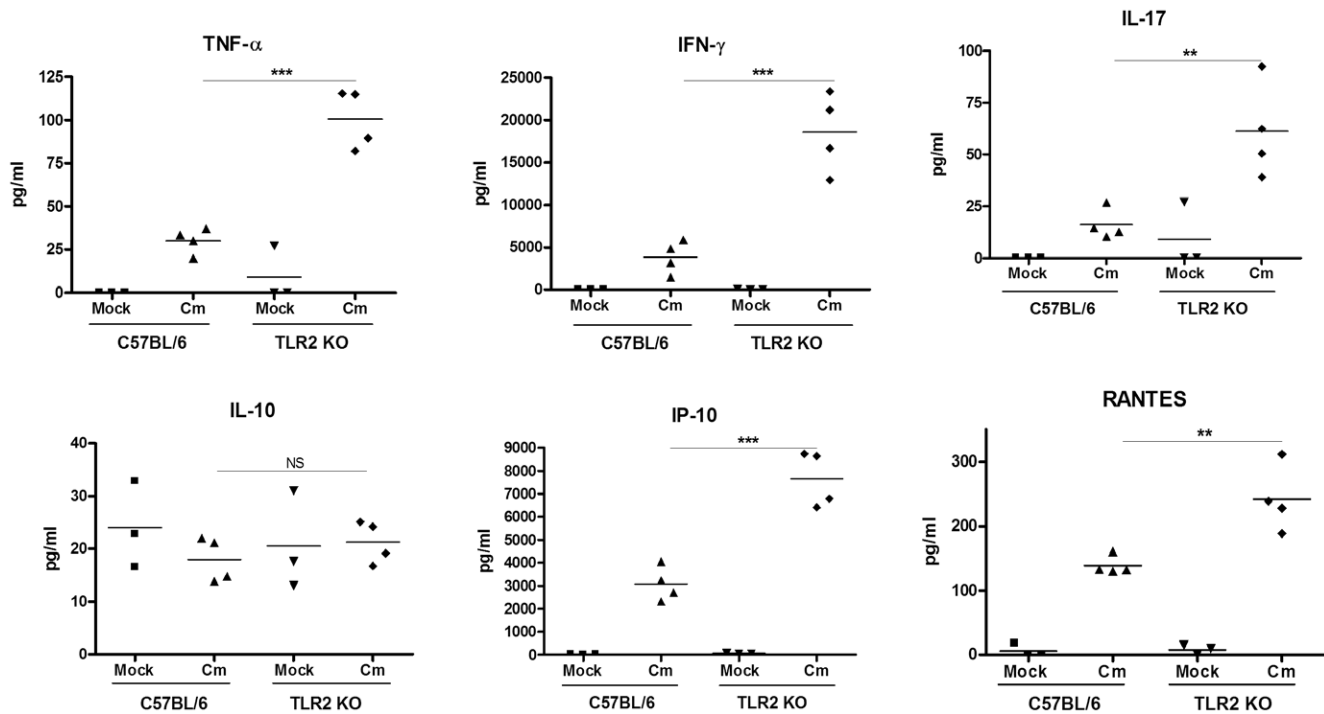 TNF-α
***
pg/ml
125
100
75
50
25
0
Mock Cm Mock Cm
C57BL/6 TLR2 KO
IFN-γ
***
pg/ml
25000
20000
15000
10000
5000
0
Mock Cm Mock Cm
C57BL/6 TLR2 KO
IL-17
**
pg/ml
100
75
50
25
0
Mock Cm Mock Cm
C57BL/6 TLR2 KO
IL-10
NS
pg/ml
40
30
20
10
0
Mock Cm Mock Cm
C57BL/6 TLR2 KO
IP-10
***
pg/ml
9000
8000
7000
6000
5000
4000
3000
2000
1000
0
Mock Cm Mock Cm
C57BL/6 TLR2 KO
RANTES
**
pg/ml
300
200
100
0
Mock Cm Mock Cm
C57BL/6 TLR2 KO